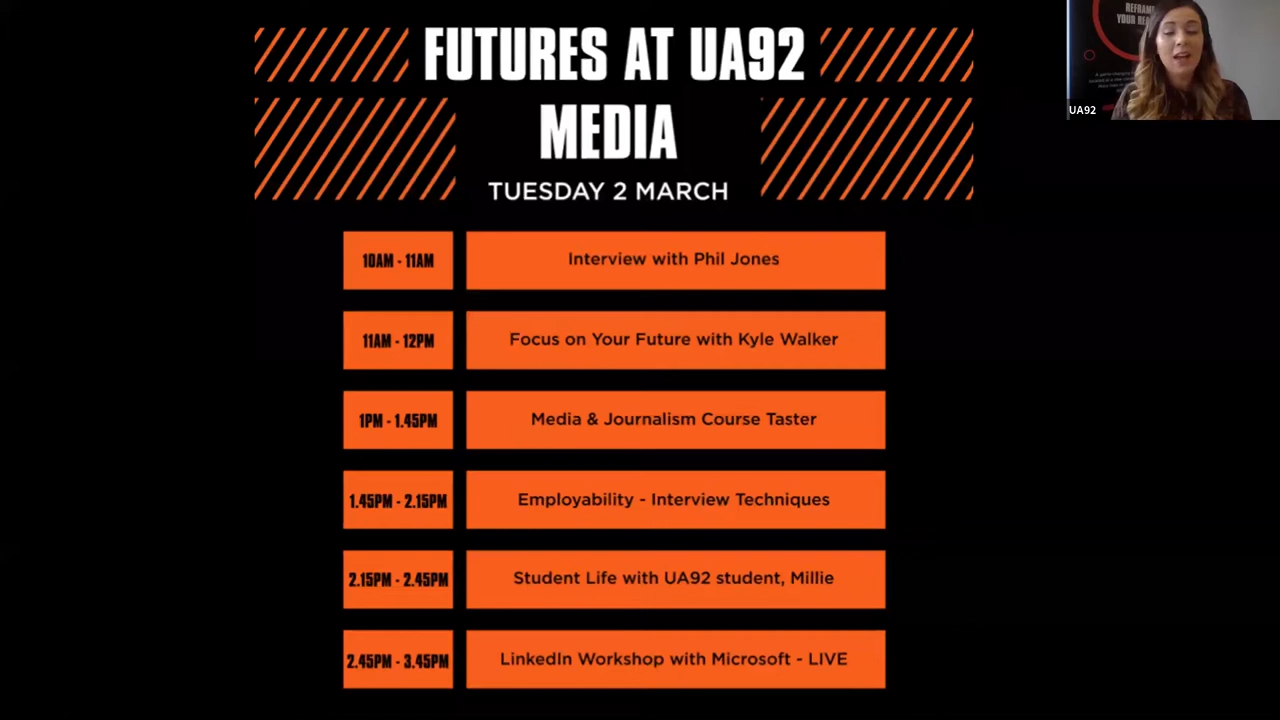 FUTURES AT UA92
MEDIA
TUESDAY 2 MARCH
10AM - 11AM
Interview with Phil Jones
11AM - 12PM
Focus on Your Future with Kyle Walker
1PM - 1.45PM
Media & Journalism Course Taster
1.45PM - 2.15PM
Employability - Interview Techniques
2.15PM - 2.45PM
Student Life with UA92 student, Millie
2.45PM - 3.45PM
LinkedIn Workshop with Microsoft - LIVE
YOUR
UA92